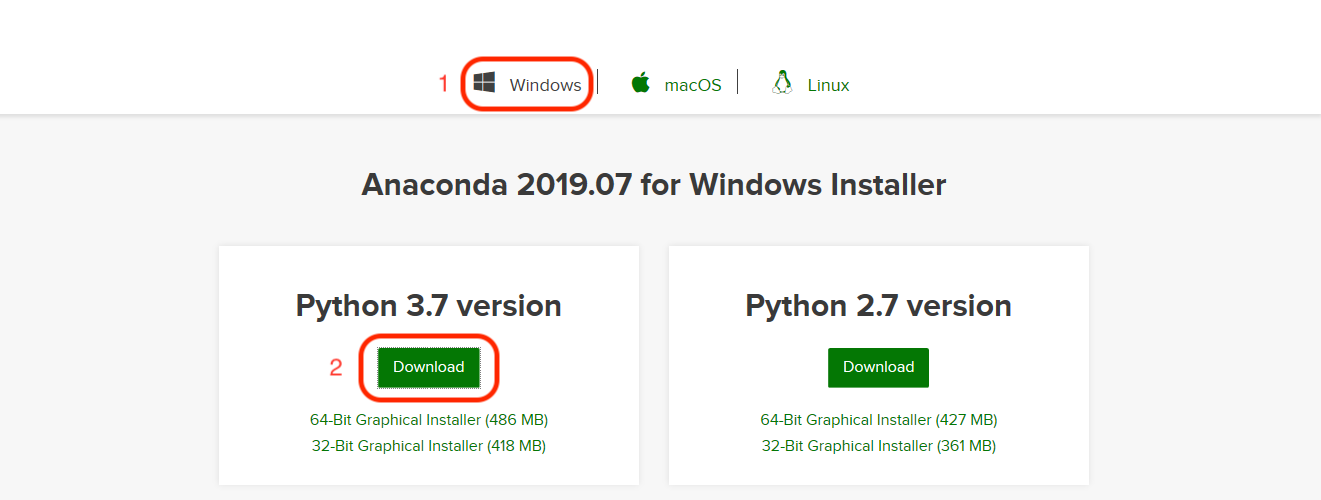 1 Windows macOS Linux
Anaconda 2019.07 for Windows Installer
Python 3.7 version
2 Download
64-Bit Graphical Installer (486 MB)
32-Bit Graphical Installer (418 MB)
Python 2.7 version
Download
64-Bit Graphical Installer (427 MB)
32-Bit Graphical Installer (361 MB)